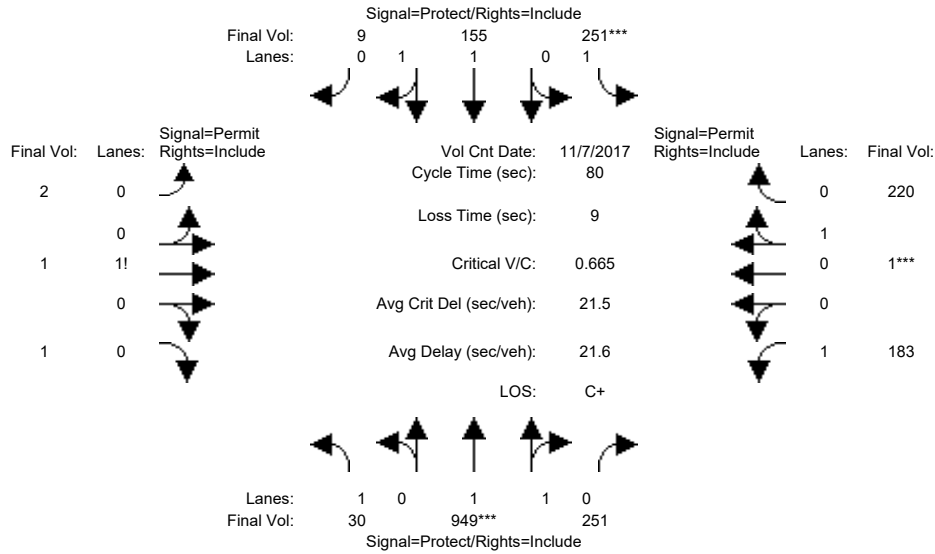 Signal=Protect/Rights=Include
Final Vol: 9 155 251***
Lanes: 0 1 1 0 1
Signal=Permit
Final Vol: Lanes: Rights=Include
Vol Cnt Date: 11/7/2017
Signal=Permit
Rights=Include Lanes: Final Vol:
Cycle Time (sec): 80
2 0
0 220
Loss Time (sec): 9
0
1
1 1! Critical V/C: 0.665 0 1***
0 Avg Crit Del (sec/veh): 21.5 0
1 0 Avg Delay (sec/veh): 21.6 1 183
LOS: C+
Lanes: 1 0 1 1 0
Final Vol: 30 949*** 251
Signal=Protect/Rights=Include